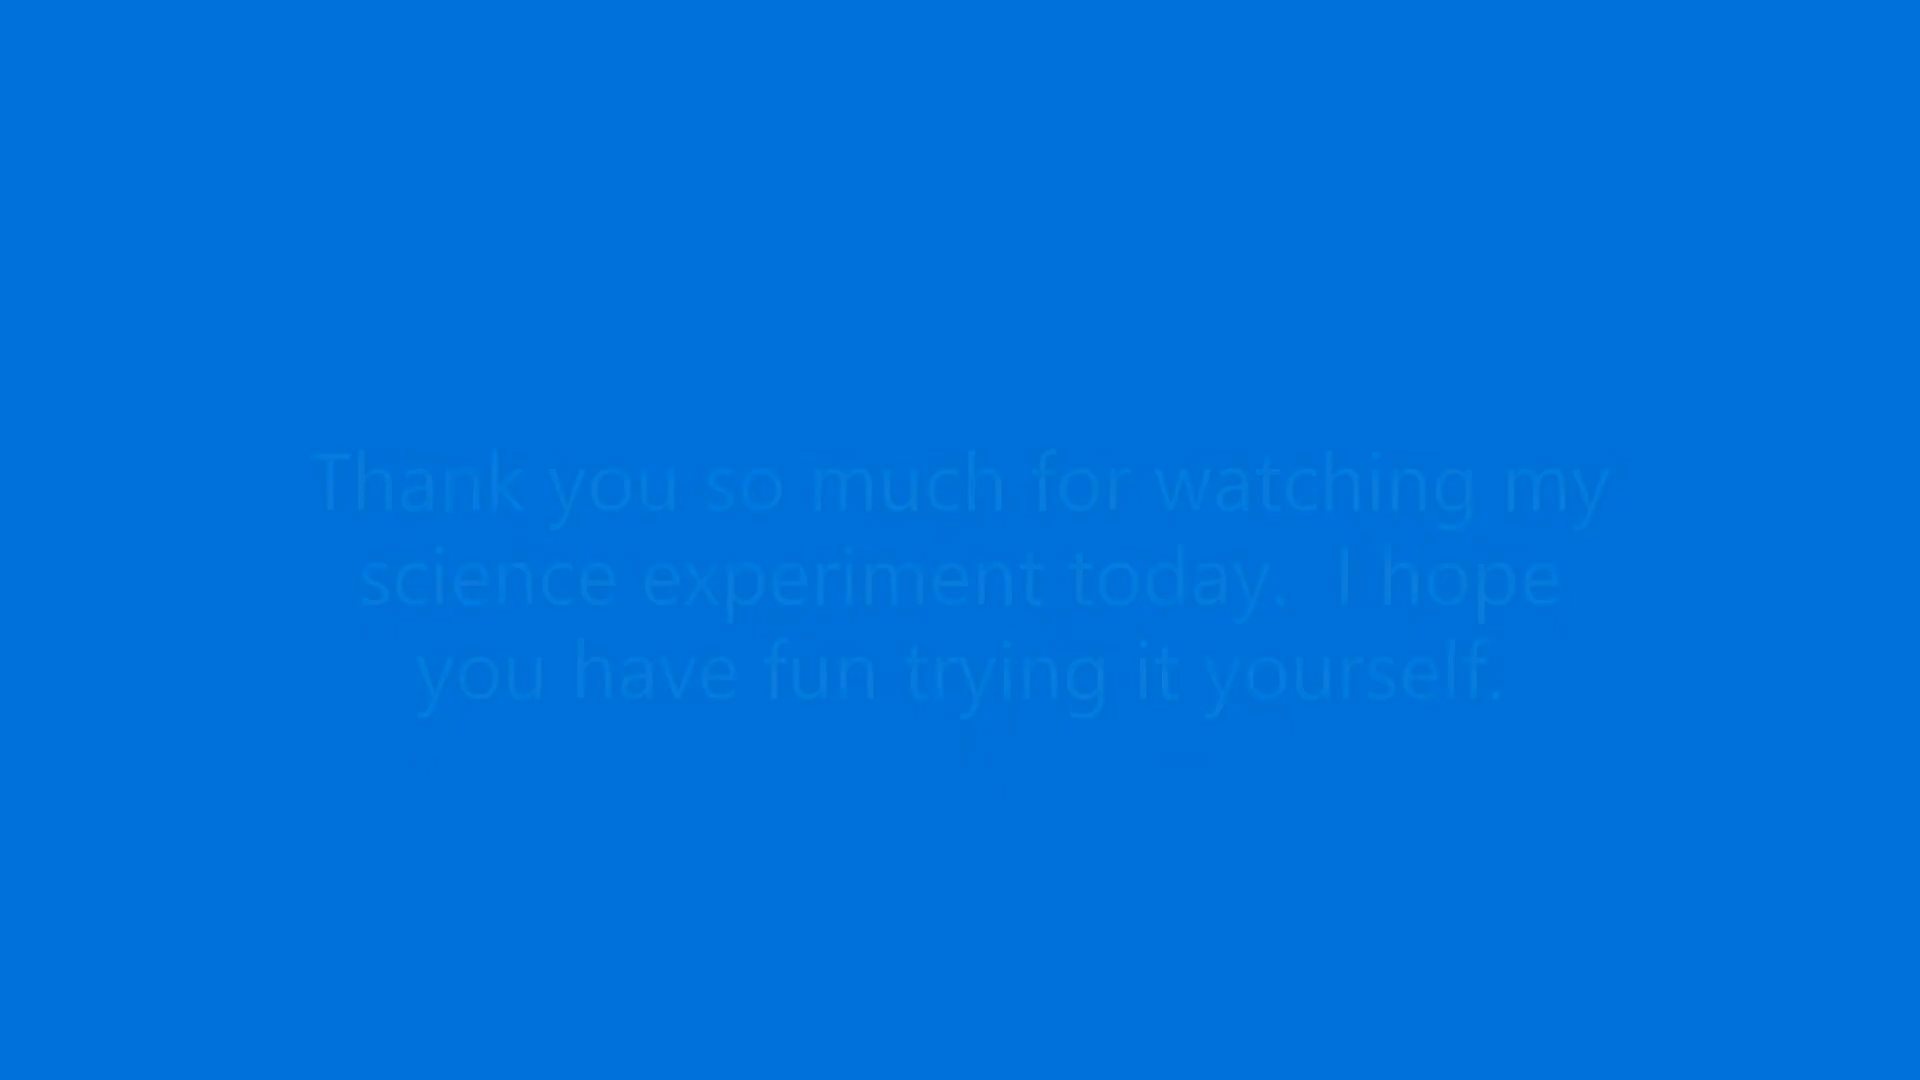 Thank you so much for watching my
science experiment today.  I hope
you have fun trying it yourself.